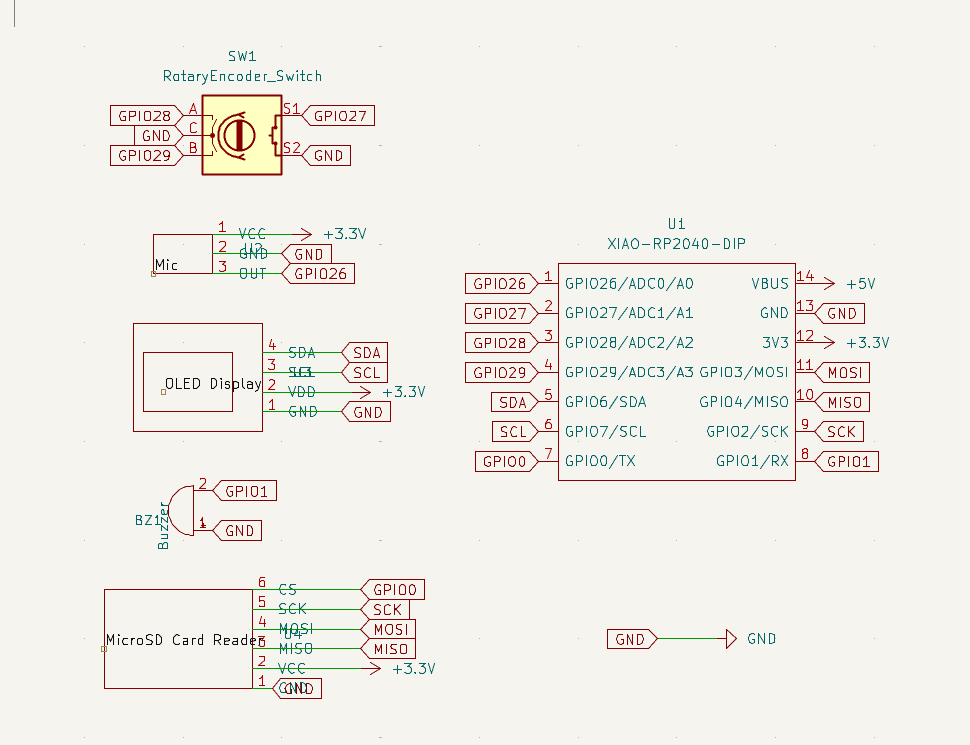 SW1
RotaryEncoder_Switch
GPIO28 A S1 GPIO27
GND C
GPIO29 B S2 GND
1 VCC +3.3V
2 GND U2 GND
Mic
3 OUT GPIO26
4 SDA SDA
3 SCL SCL
OLED Display
2 VDD +3.3V
1 GND GND
2 GPIO1
BZ1
Buzzer
1 GND
6 CS GPIO0
5 SCK SCK
4 MOSI MOSI
MicroSD Card Reader U4
3 MISO MISO
2 VCC +3.3V
1 GND GND
U1
XIAO-RP2040-DIP
GPIO26 1 GPIO26/ADC0/A0 VBUS 14 +5V
GPIO27 2 GPIO27/ADC1/A1 GND 13 GND
GPIO28 3 GPIO28/ADC2/A2 3V3 12 +3.3V
GPIO29 4 GPIO29/ADC3/A3 GPIO3/MOSI 11 MOSI
SDA 5 GPIO6/SDA GPIO4/MISO 10 MISO
SCL 6 GPIO7/SCL GPIO2/SCK 9 SCK
GPIO0 7 GPIO0/TX GPIO1/RX 8 GPIO1
GND GND